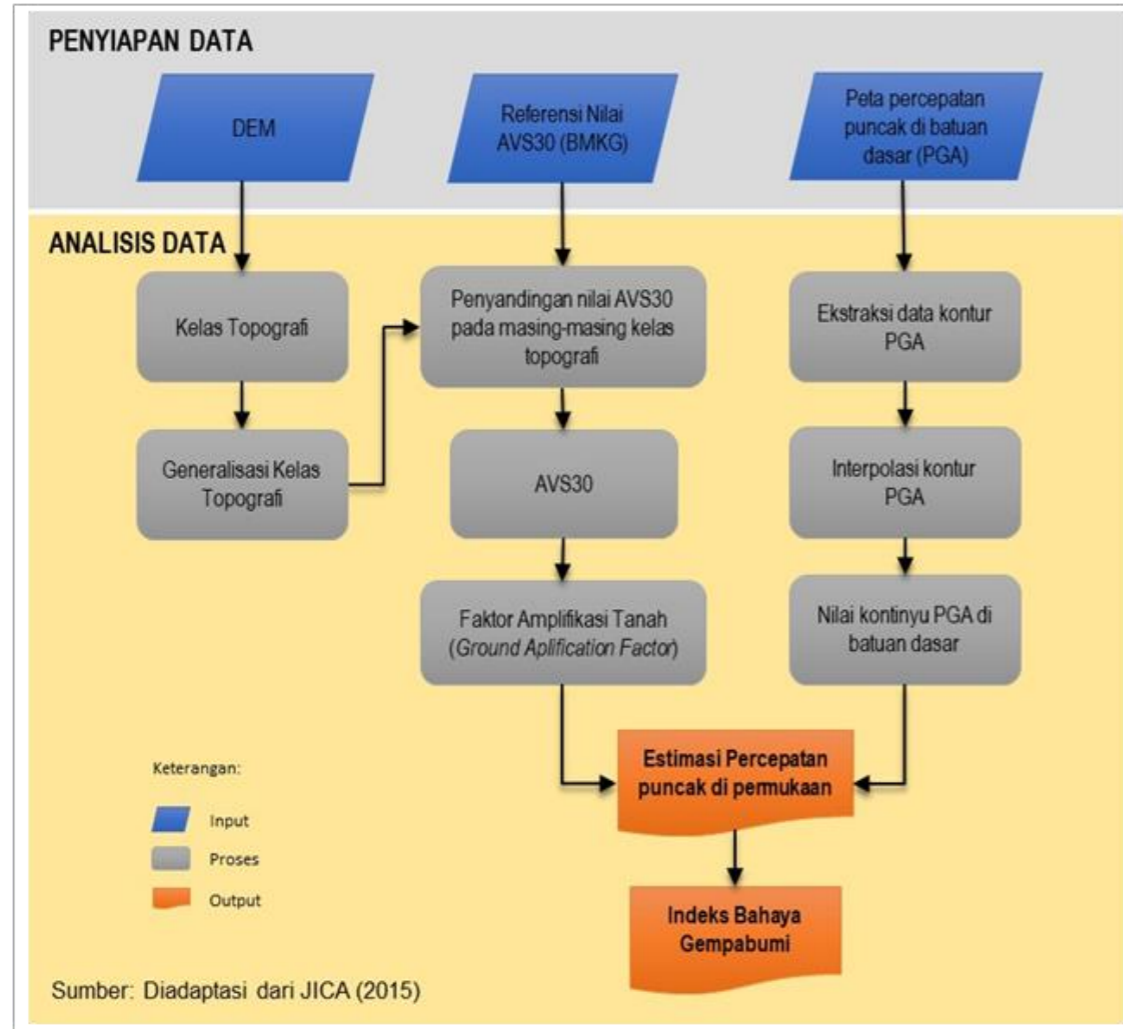 PENYIAPAN DATA
DEM
Referensi Nilai
AVS30 (BMKG)
Peta percepatan
puncak di batuan
dasar (PGA)
ANALISIS DATA
Kelas Topografi
Penyandingan nilai AVS30
pada masing-masing kelas
topografi
Ekstraksi data kontur
PGA
Generalisasi Kelas
Topografi
AVS30
Interpolasi kontur
PGA
Faktor Amplifikasi Tanah
(Ground Aplification Factor)
Nilai kontinyu PGA di
batuan dasar
Estimasi Percepatan
puncak di permukaan
Indeks Bahaya
Gempabumi
Keterangan:
Input
Proses
Output
Sumber: Diadaptasi dari JICA (2015)